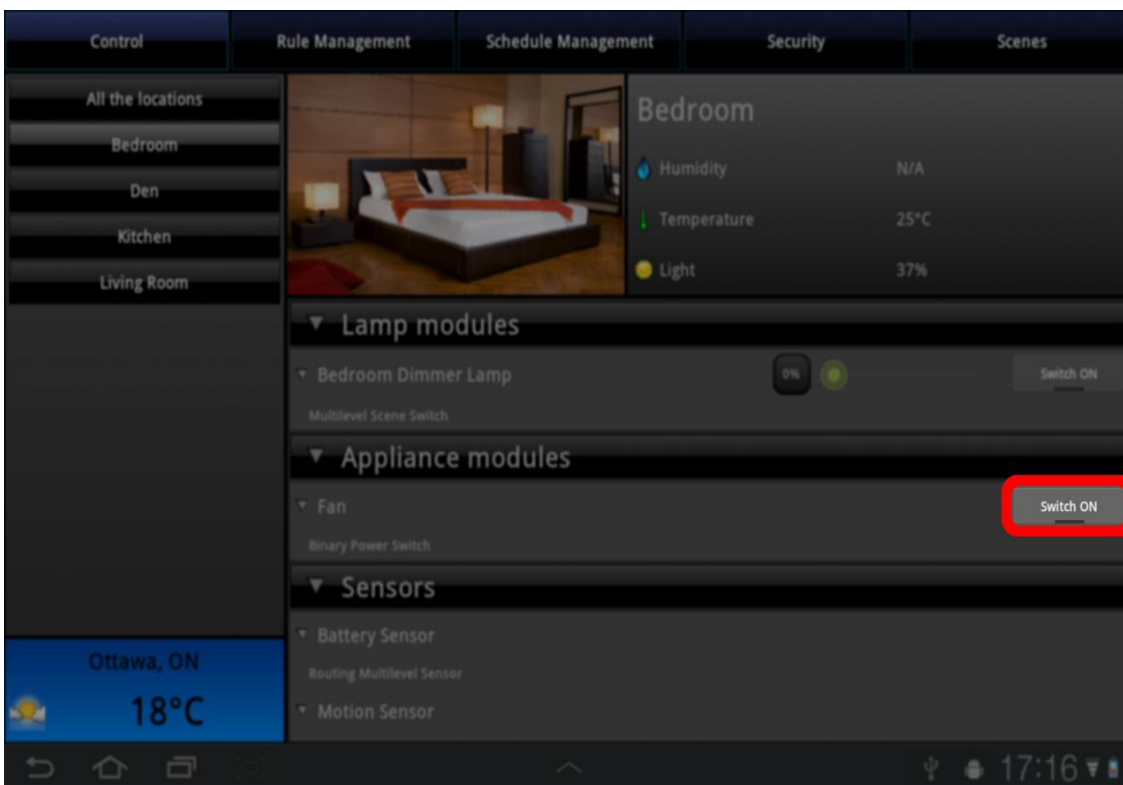 Control Rule Management Schedule Management Security Scenes
All the locations
Bedroom
Den
Kitchen
Living Room
Bedroom
Humidity N/A
Temperature 25°C
Light 37%
Lamp modules
Bedroom Dimmer Lamp 0% Switch ON
Multilevel Scene Switch
Appliance modules
Fan Switch ON
Binary Power Switch
Sensors
Battery Sensor
Routing Multilevel Sensor
Motion Sensor
Ottawa, ON
18°C
17:16